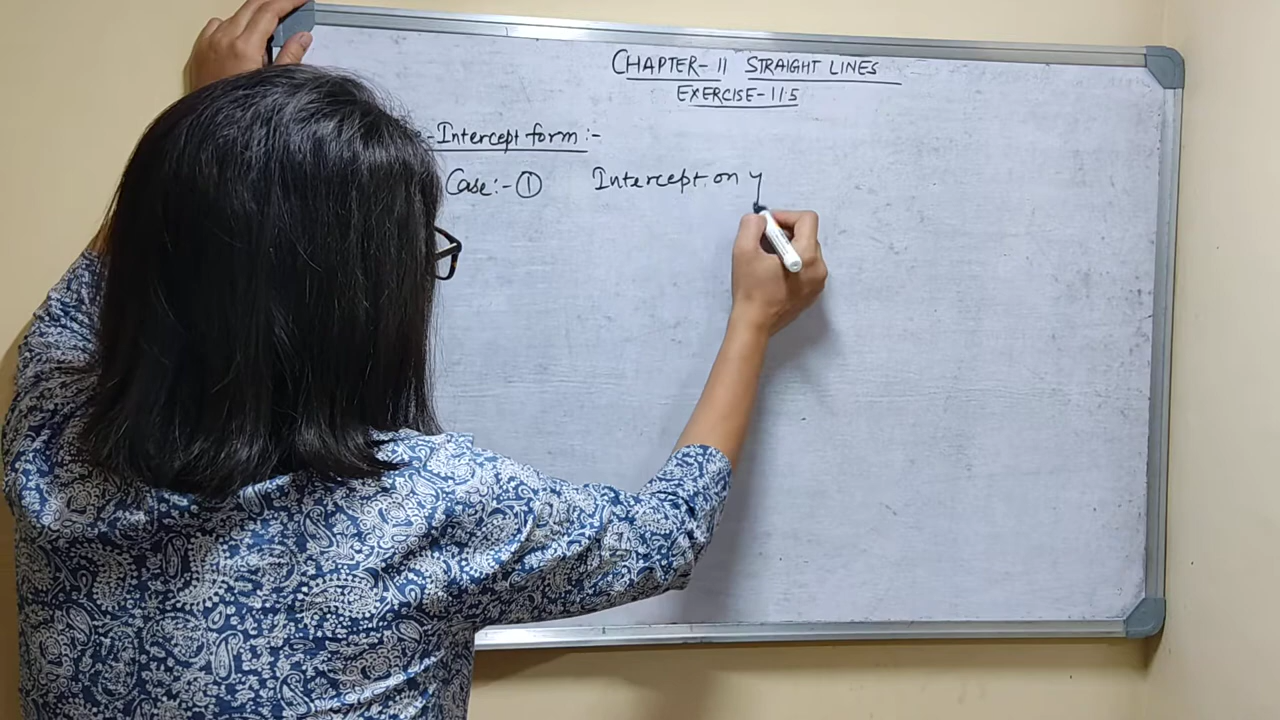 CHAPTER-11 STRAIGHT LINES
EXERCISE-11.5
-Intercept form :-
Case:- ① Intercept on y